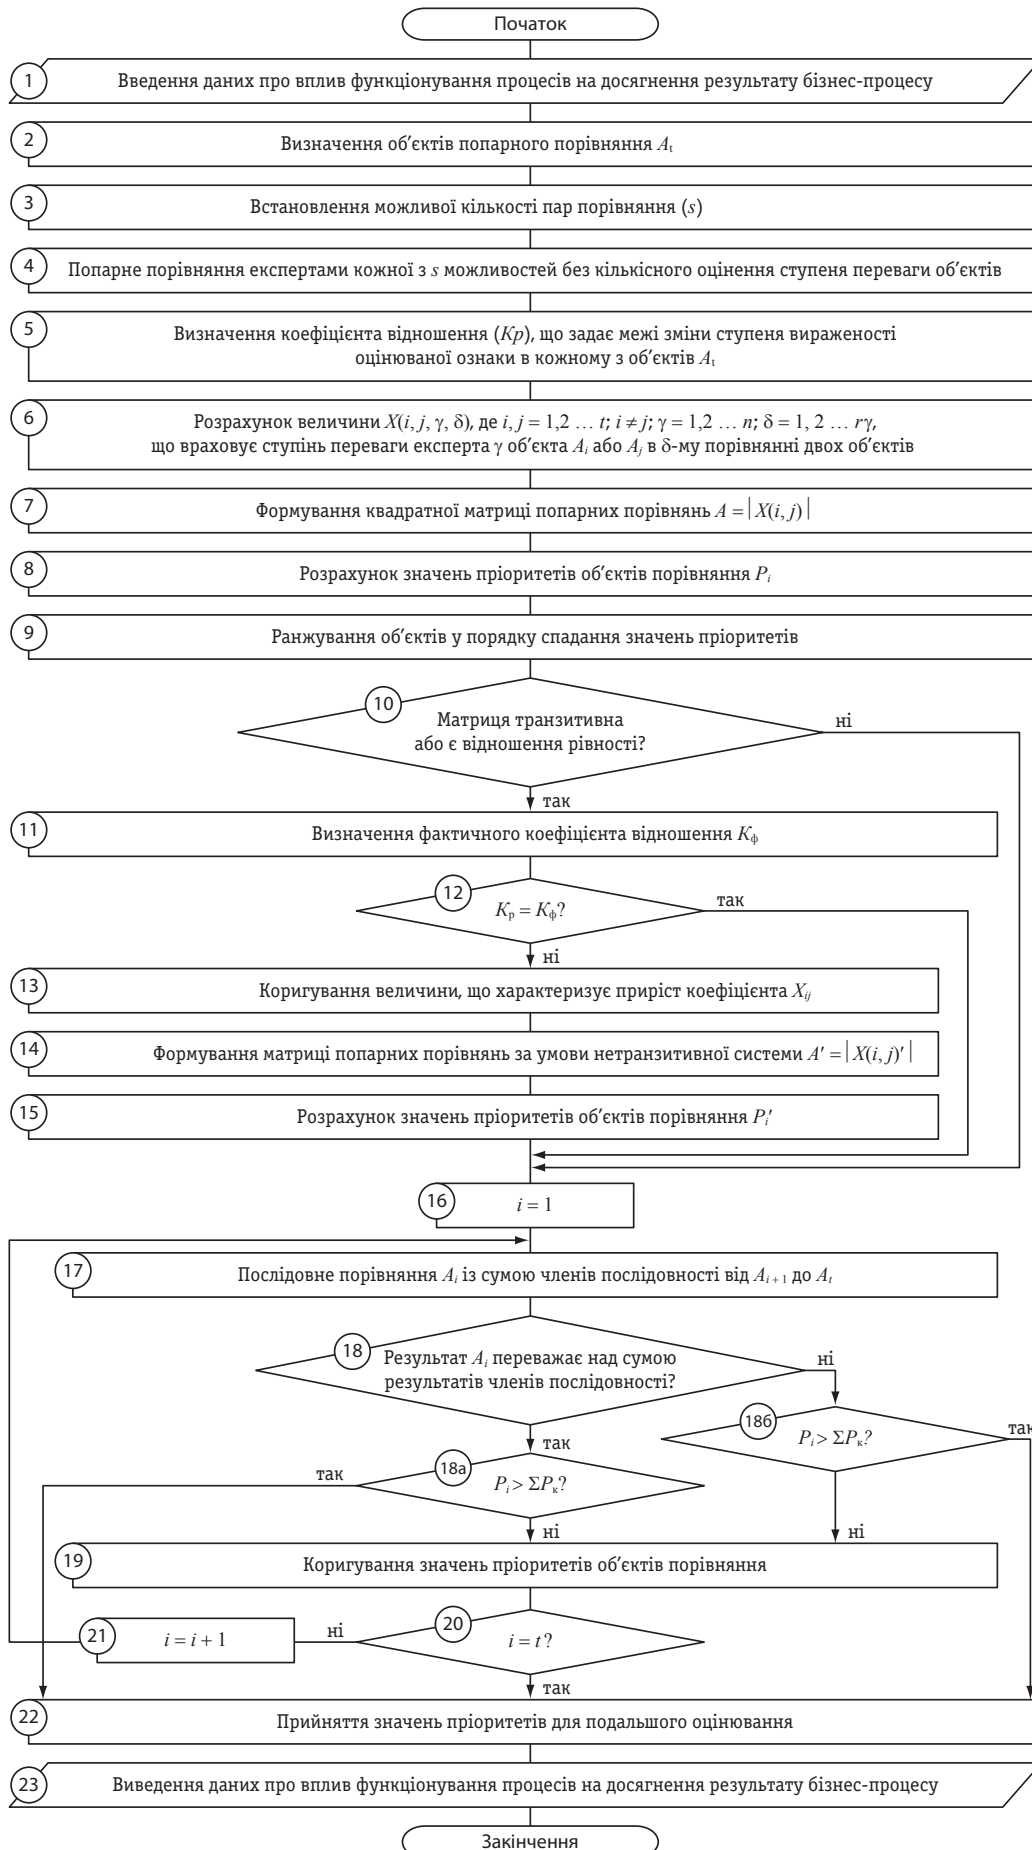 Початок
1
Введення даних про вплив функціонування процесів на досягнення результату бізнес-процесу
2
Визначення об’єктів попарного порівняння Aₜ
3
Встановлення можливої кількості пар порівняння (s)
4
Попарне порівняння експертами кожної з s можливостей без кількісного оцінення ступеня переваги об’єктів
5
Визначення коефіцієнта відношення (Kp), що задає межі зміни ступеня вираженості
оцінюваної ознаки в кожному з об’єктів Aₜ
6
Розрахунок величини X(i, j, γ, δ), де i, j = 1,2 … t; i ≠ j; γ = 1,2 … n; δ = 1, 2 … rγ,
що враховує ступінь переваги експерта γ об’єкта Aᵢ або Aⱼ в δ-му порівнянні двох об’єктів
7
Формування квадратної матриці попарних порівнянь A = |X(i, j)|
8
Розрахунок значень пріоритетів об’єктів порівняння Pᵢ
9
Ранжування об’єктів у порядку спадання значень пріоритетів
10
Матриця транзитивна
або є відношення рівності?
ні
так
11
Визначення фактичного коефіцієнта відношення K_ф
12
K_р = K_ф?
так
ні
13
Коригування величини, що характеризує приріст коефіцієнта Xᵢⱼ
14
Формування матриці попарних порівнянь за умови нетранзитивної системи A′ = |X(i, j)′|
15
Розрахунок значень пріоритетів об’єктів порівняння Pᵢ′
16
i = 1
17
Послідовне порівняння Aᵢ із сумою членів послідовності від Aᵢ₊₁ до Aₜ
18
Результат Aᵢ переважає над сумою
результатів членів послідовності?
ні
так
18б
Pᵢ > ΣP_к?
так
ні
18а
Pᵢ > ΣP_к?
так
ні
19
Коригування значень пріоритетів об’єктів порівняння
20
i = t?
ні
21
i = i + 1
так
22
Прийняття значень пріоритетів для подальшого оцінювання
23
Виведення даних про вплив функціонування процесів на досягнення результату бізнес-процесу
Закінчення